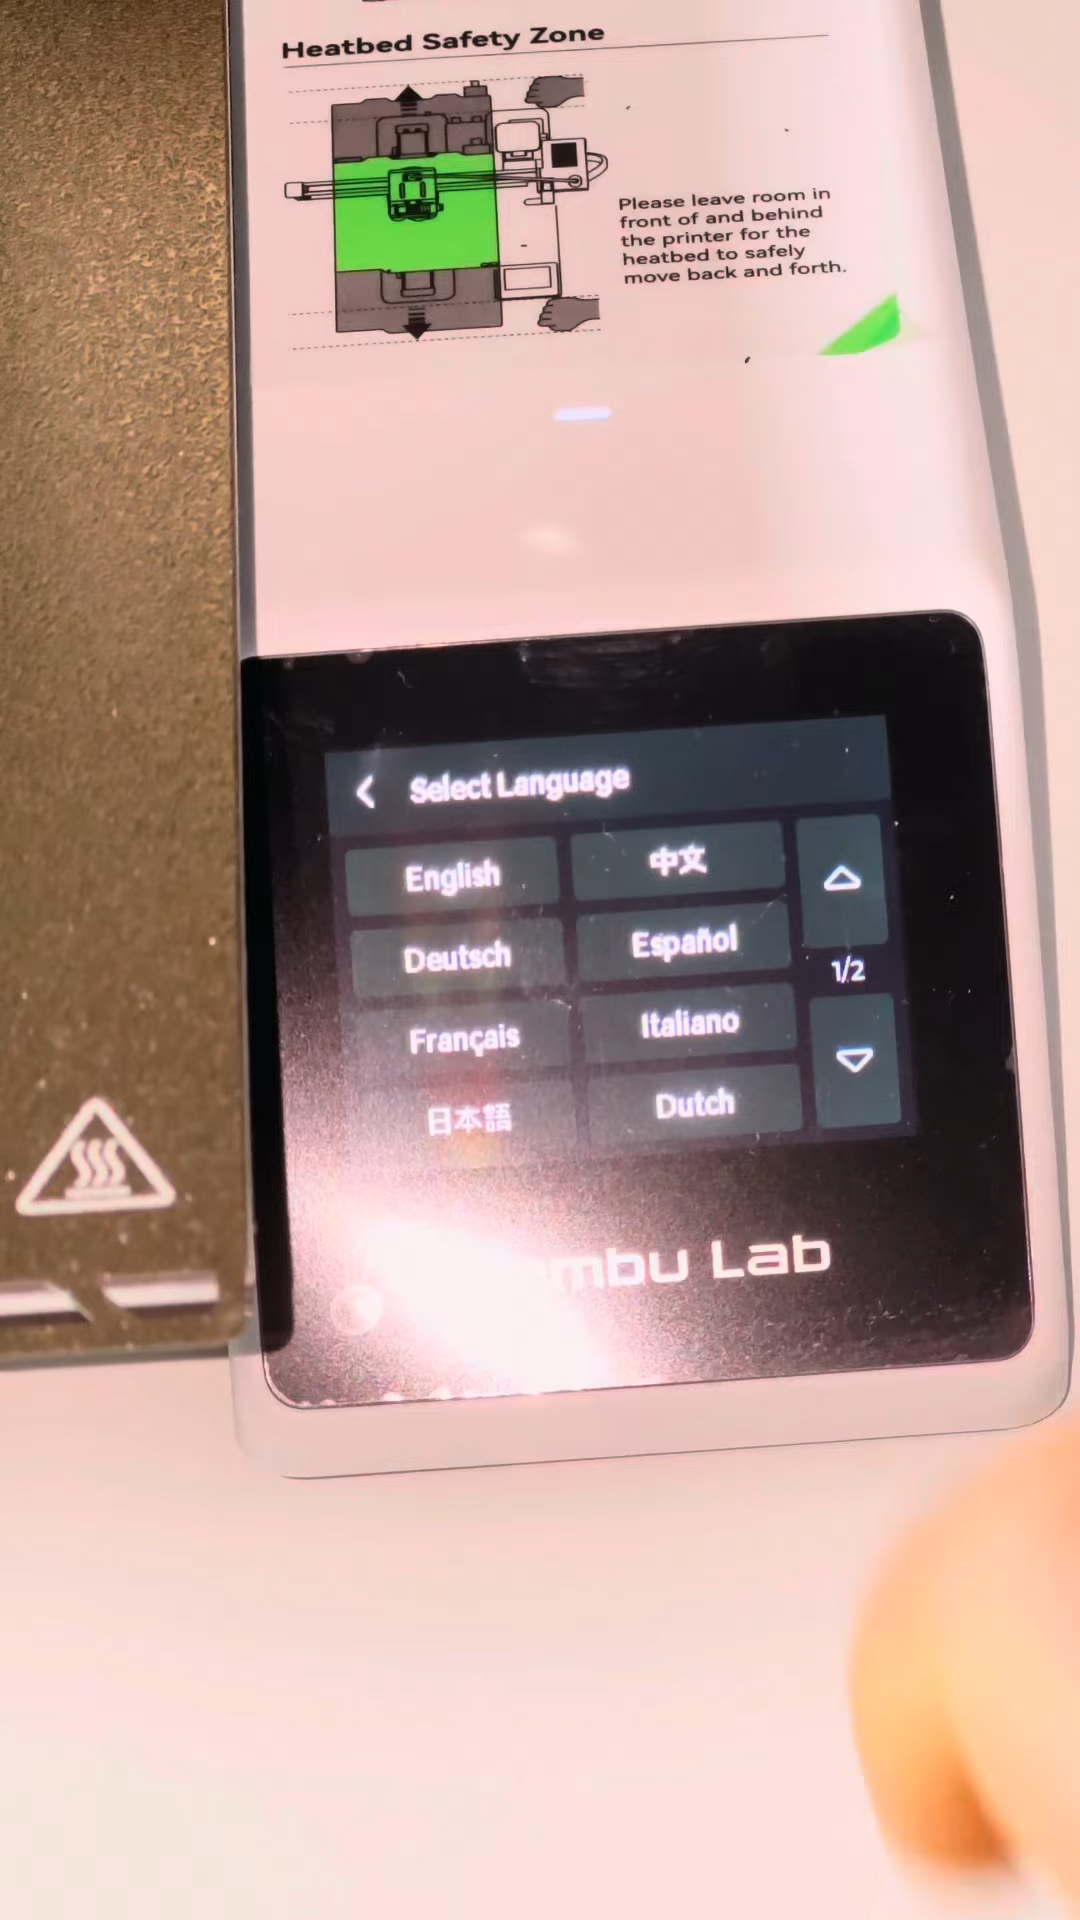 Heatbed Safety Zone
Please leave room in
front of and behind
the printer for the
heatbed to safely
move back and forth.
Select Language
English
中文
Deutsch
Español
1/2
Français
Italiano
日本語
Dutch
mbu Lab